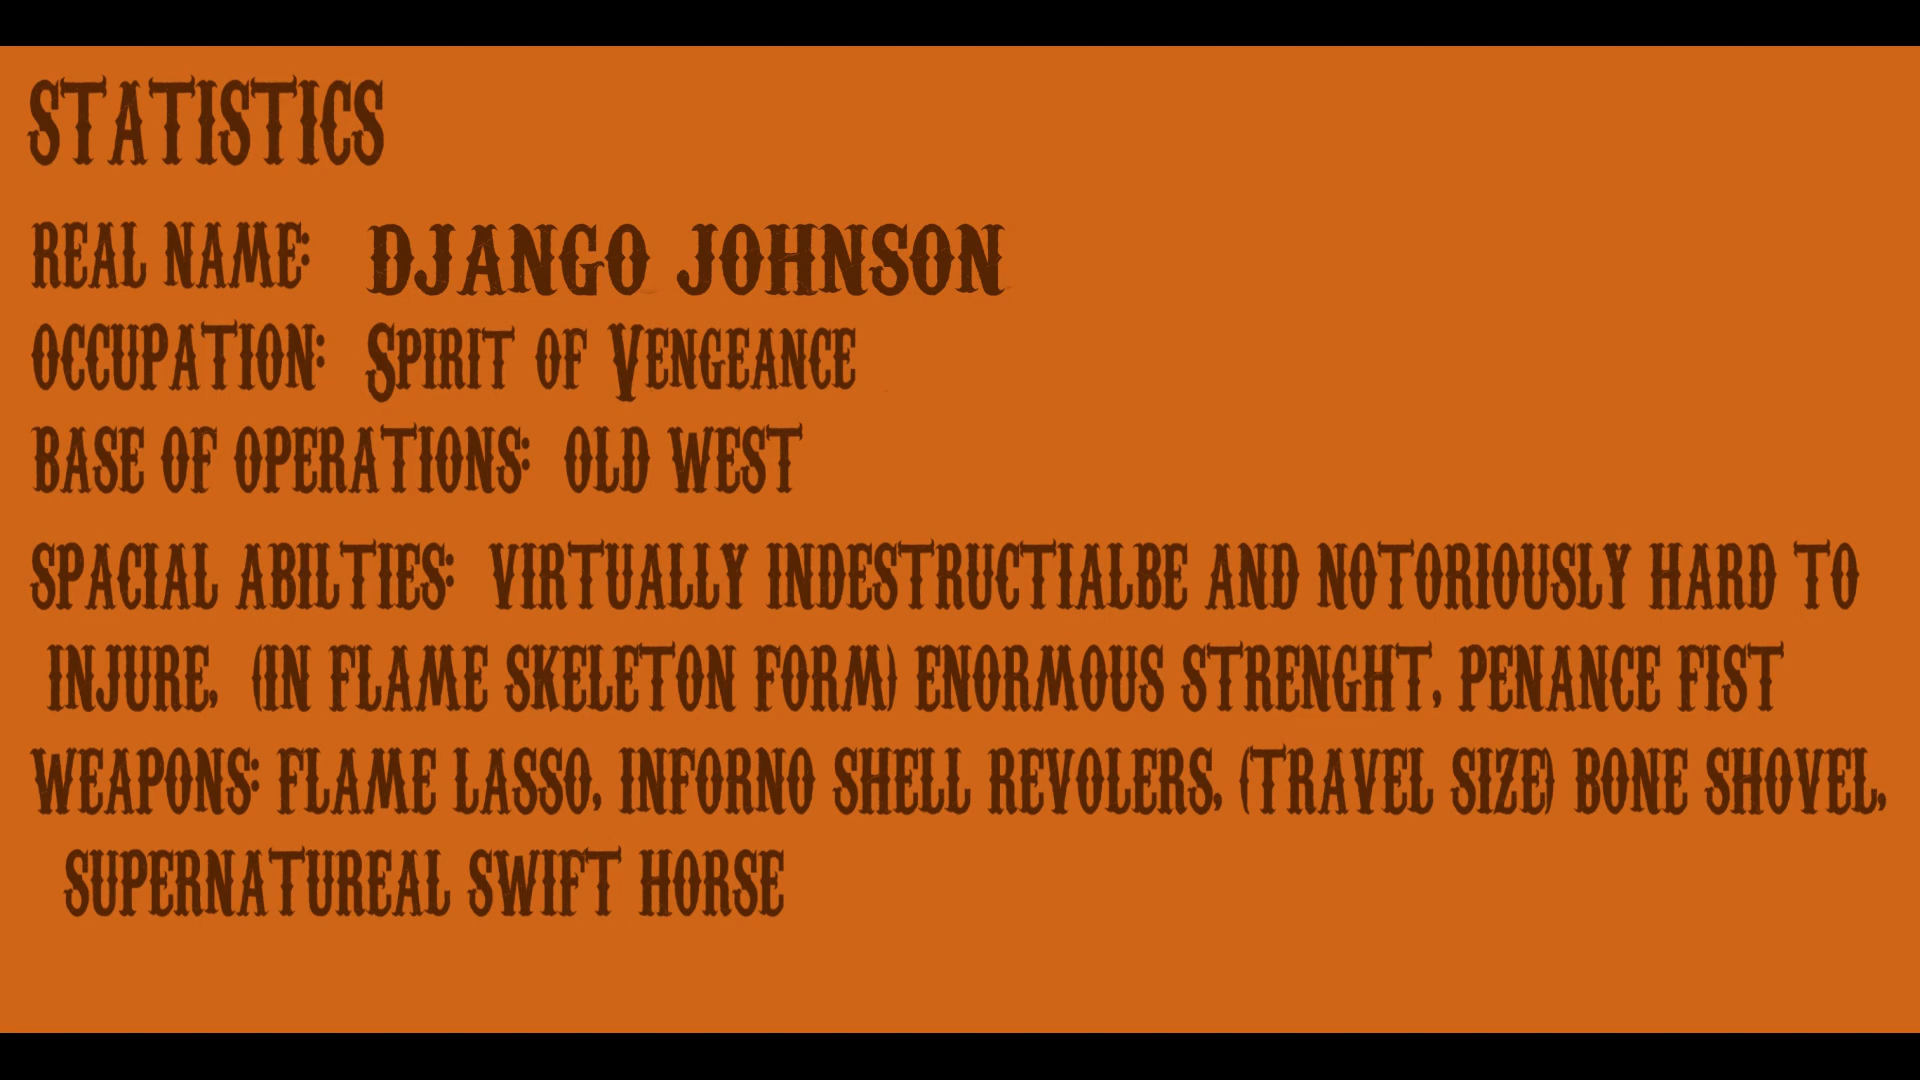 STATISTICS
REAL NAME: DJANGO JOHNSON
OCCUPATION: SPIRIT OF VENGEANCE
BASE OF OPERATIONS: OLD WEST
SPACIAL ABILTIES: VIRTUALLY INDESTRUCTIALBE AND NOTORIOUSLY HARD TO
INJURE, (IN FLAME SKELETON FORM) ENORMOUS STRENGHT, PENANCE FIST
WEAPONS: FLAME LASSO, INFORNO SHELL REVOLERS, (TRAVEL SIZE) BONE SHOVEL,
SUPERNATUREAL SWIFT HORSE